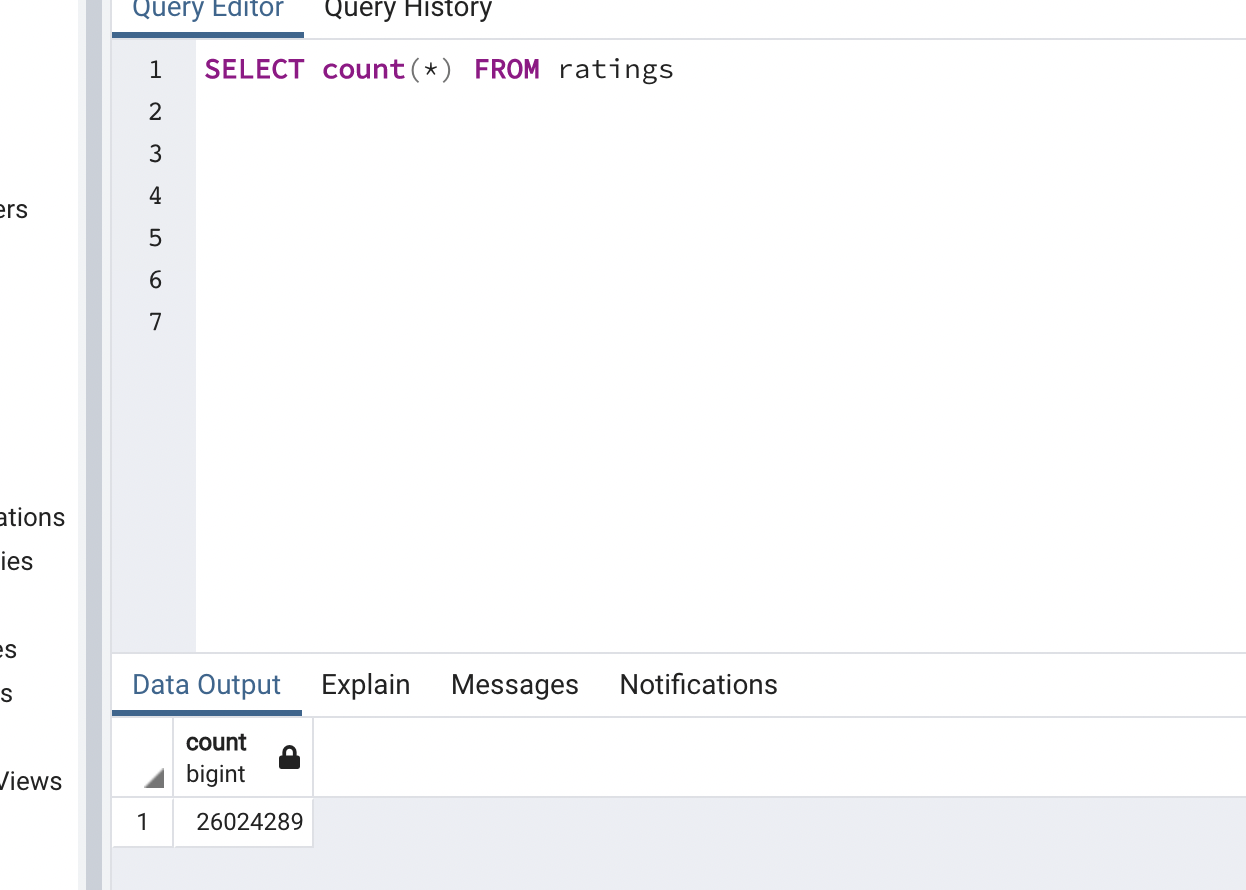 Query Editor Query History
1 SELECT count(*) FROM ratings
2
3
4
5
6
7
ers
ations
ies
es
s
Views
Data Output Explain Messages Notifications
count
bigint
1 26024289